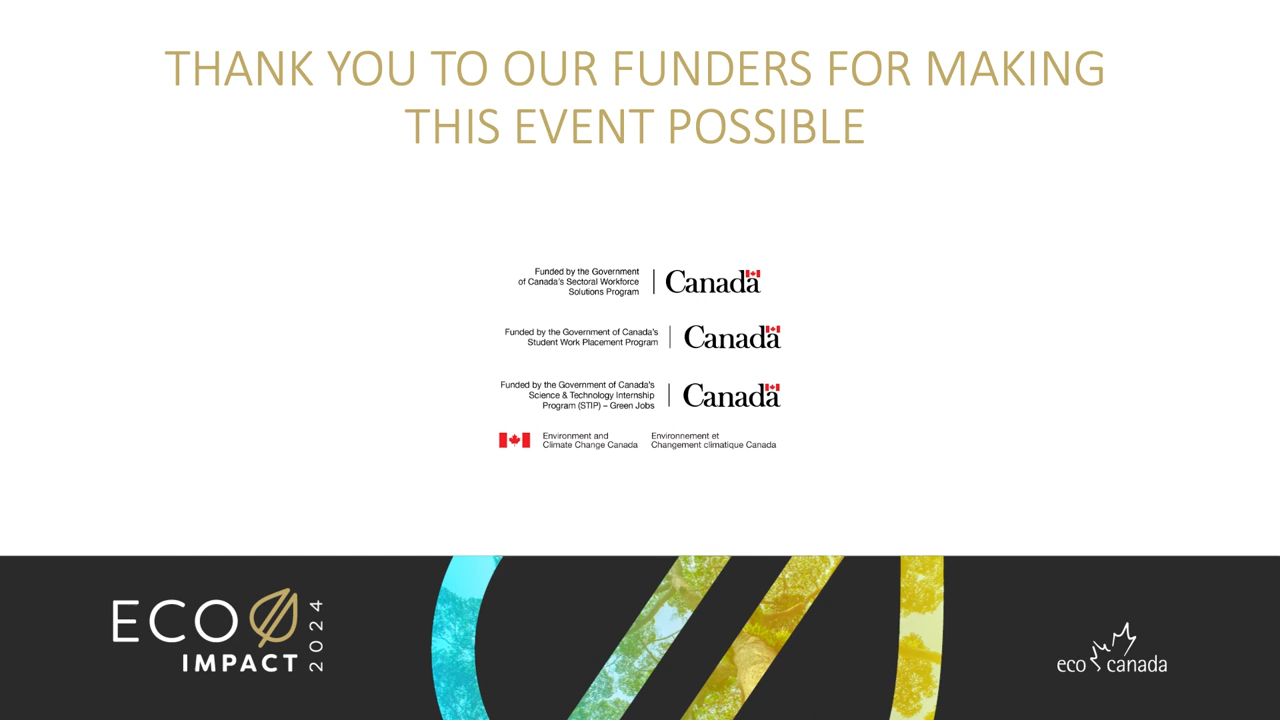 THANK YOU TO OUR FUNDERS FOR MAKING
THIS EVENT POSSIBLE
Funded by the Government
of Canada's Sectoral Workforce
Solutions Program
Canada
Funded by the Government of Canada's
Student Work Placement Program
Canada
Funded by the Government of Canada's
Science & Technology Internship
Program (STIP) – Green Jobs
Canada
Environment and
Climate Change Canada
Environnement et
Changement climatique Canada
ECO
IMPACT
2024
eco canada